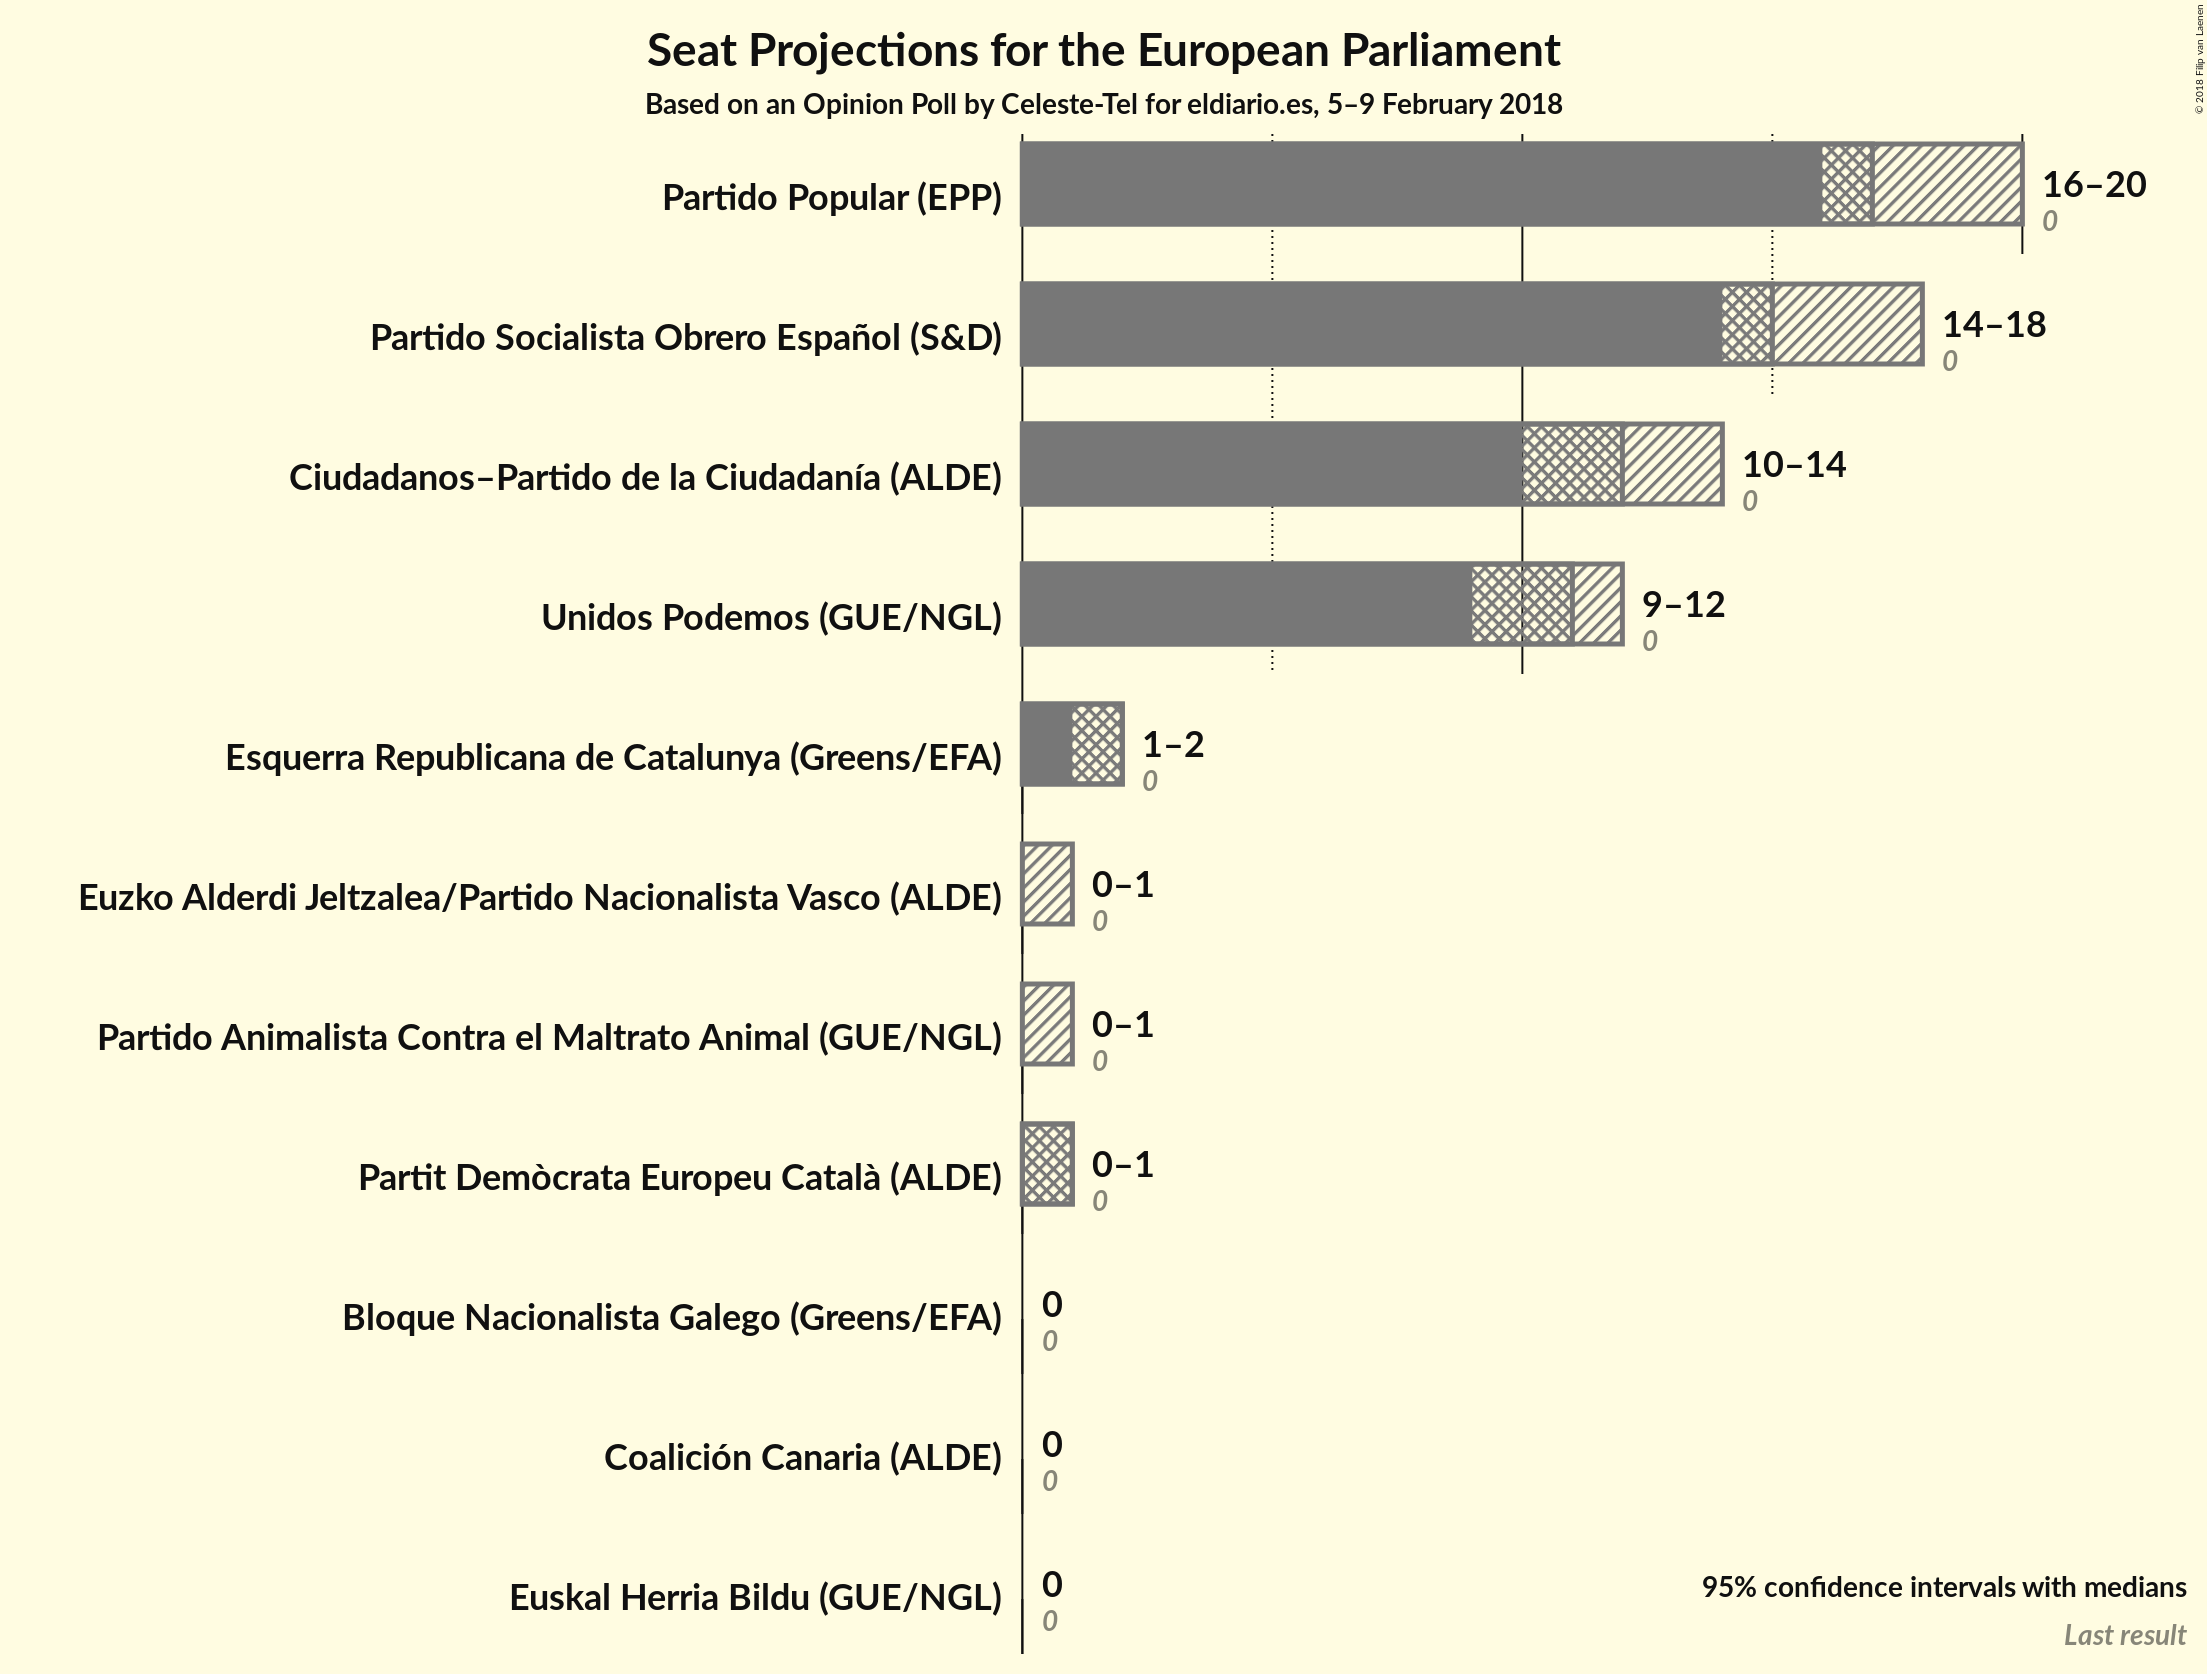 Seat Projections for the European Parliament
Based on an Opinion Poll by Celeste-Tel for eldiario.es, 5–9 February 2018
© 2018 Filip van Laenen
Partido Popular (EPP)
16–20
0
Partido Socialista Obrero Español (S&D)
14–18
0
Ciudadanos–Partido de la Ciudadanía (ALDE)
10–14
0
Unidos Podemos (GUE/NGL)
9–12
0
Esquerra Republicana de Catalunya (Greens/EFA)
1–2
0
Euzko Alderdi Jeltzalea/Partido Nacionalista Vasco (ALDE)
0–1
0
Partido Animalista Contra el Maltrato Animal (GUE/NGL)
0–1
0
Partit Demòcrata Europeu Català (ALDE)
0–1
0
Bloque Nacionalista Galego (Greens/EFA)
0
0
Coalición Canaria (ALDE)
0
0
Euskal Herria Bildu (GUE/NGL)
0
0
95% confidence intervals with medians
Last result